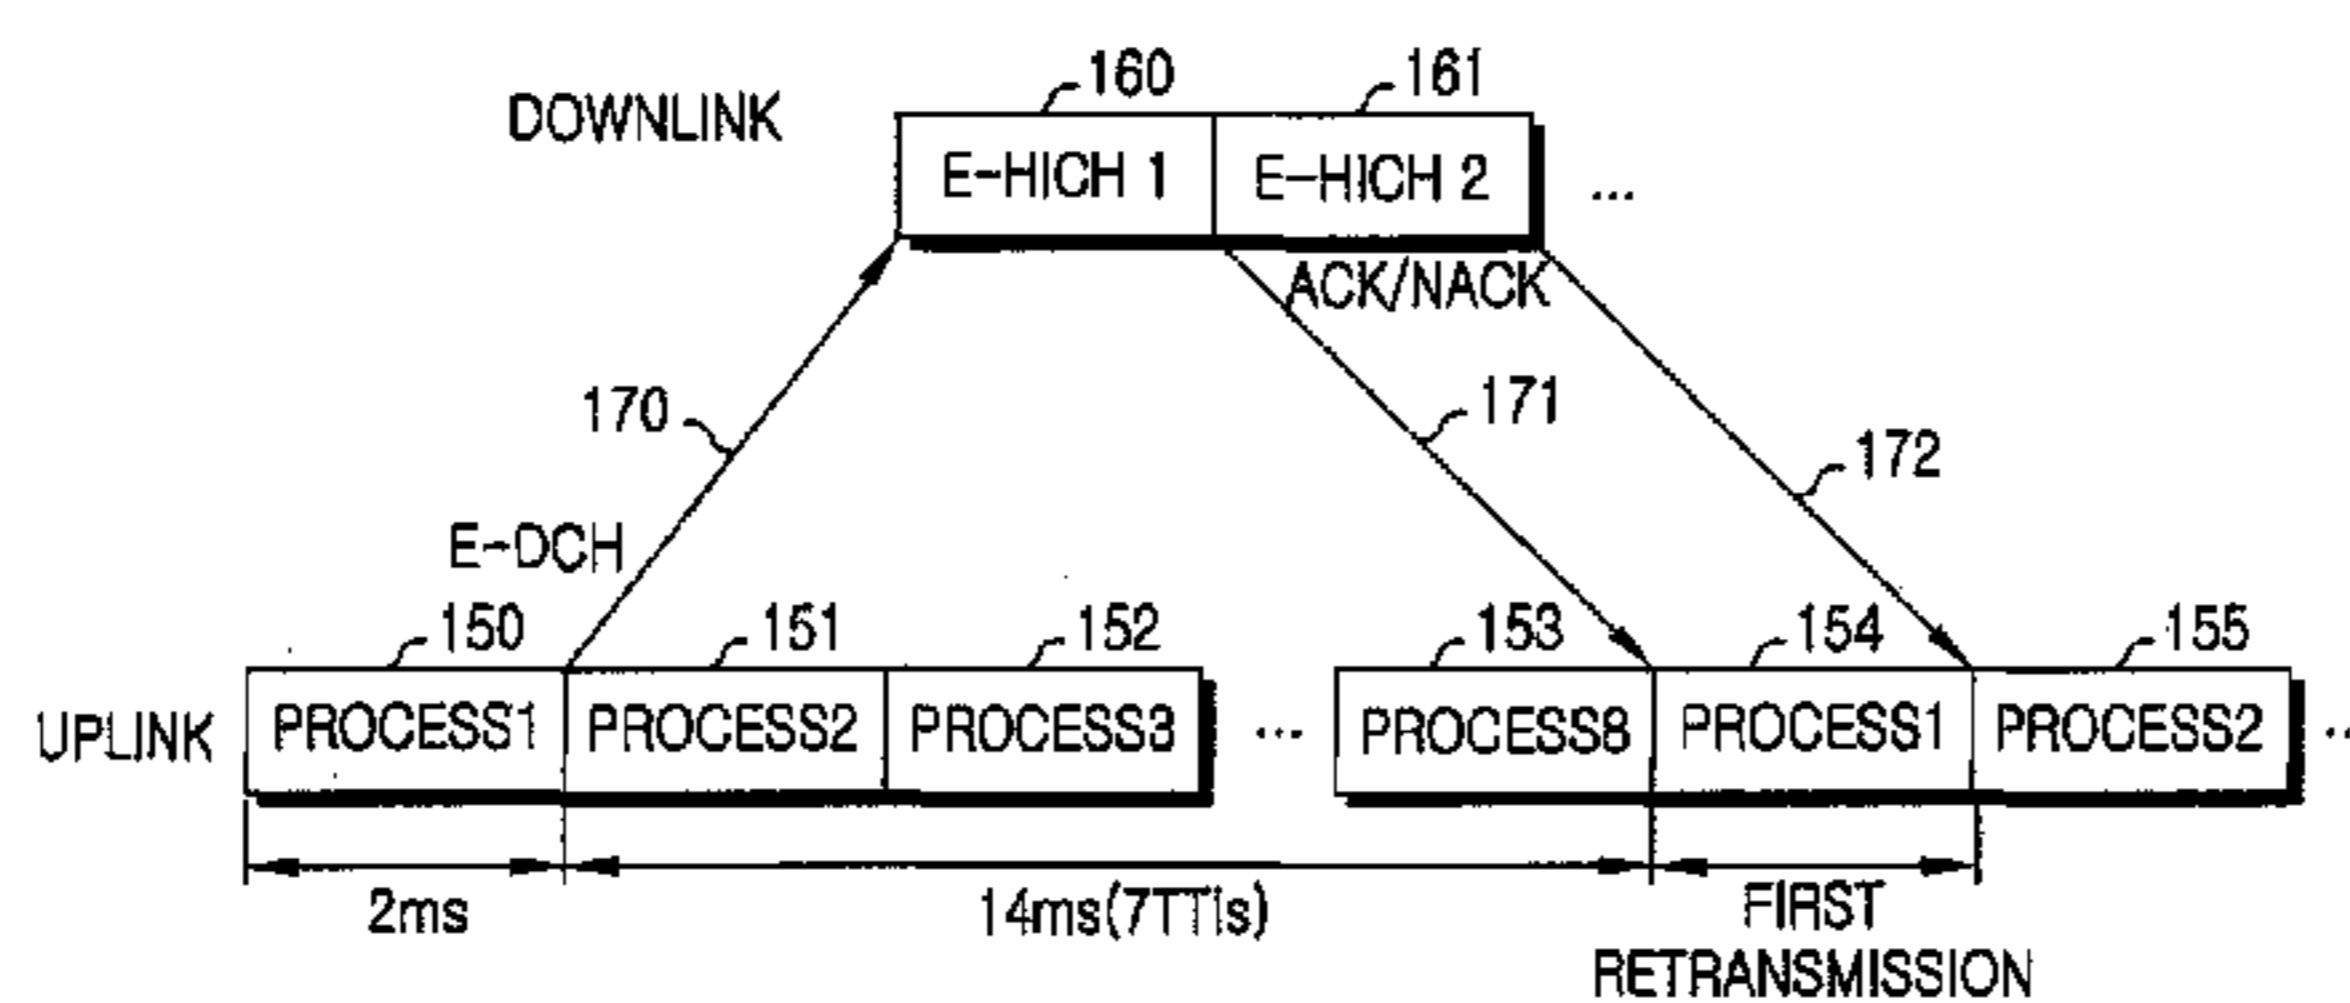 160 161
DOWNLINK
E-HICH 1 E-HICH 2 ...
ACK/NACK
170 171
172
E-DCH
150 151 152 153 154 155
UPLINK PROCESS1 PROCESS2 PROCESS3 ... PROCESS8 PROCESS1 PROCESS2 ..
2ms 14ms(7TTIs) FIRST
RETRANSMISSION